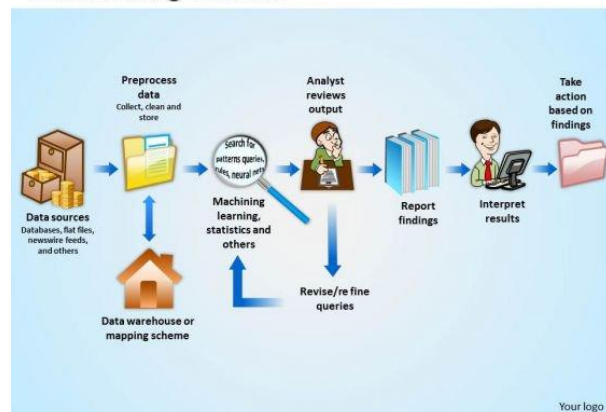 Preprocess
data
Collect, clean and
store
Analyst
reviews
output
Take
action
based on
findings
Search for
patterns queries,
rules, neural nets
Data sources
Databases, flat files,
newswire feeds,
and others
Machining
learning,
statistics and
others
Report
findings
Interpret
results
Revise/re fine
queries
Data warehouse or
mapping scheme
Your logo